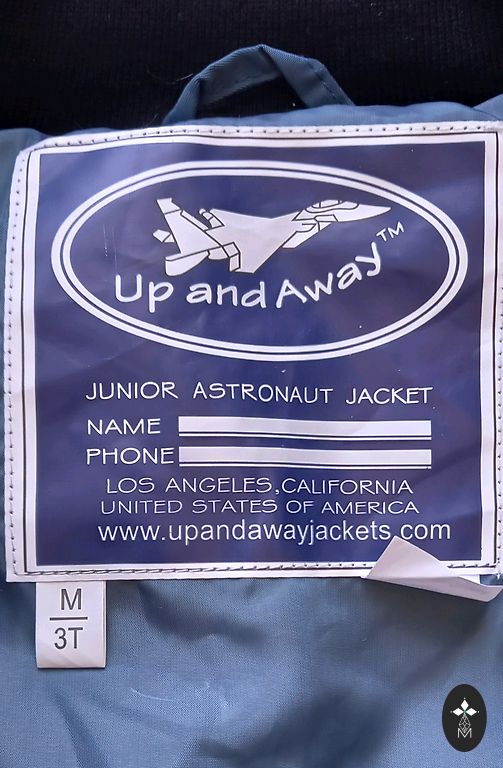 Up and Away™
JUNIOR ASTRONAUT JACKET
NAME
PHONE
LOS ANGELES, CALIFORNIA
UNITED STATES OF AMERICA
www.upandawayjackets.com
M
3T
M